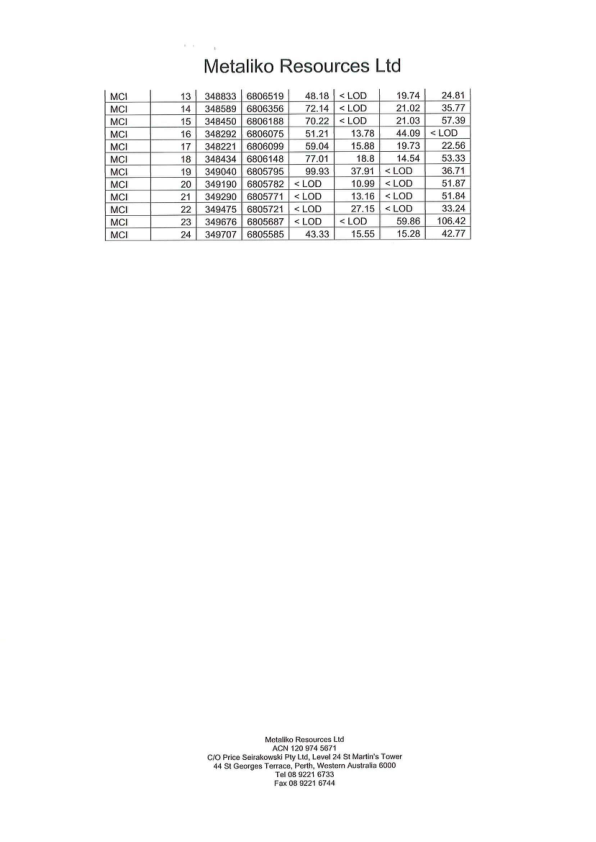 Metaliko Resources Ltd
MCI 13 348833 6806519 48.18 < LOD 19.74 24.81
MCI 14 348589 6806356 72.14 < LOD 21.02 35.77
MCI 15 348450 6806188 70.22 < LOD 21.03 57.39
MCI 16 348292 6806075 51.21 13.78 44.09 < LOD
MCI 17 348221 6806099 59.04 15.88 19.73 22.56
MCI 18 348434 6806148 77.01 18.8 14.54 53.33
MCI 19 349040 6805795 99.93 37.91 < LOD 36.71
MCI 20 349190 6805782 < LOD 10.99 < LOD 51.87
MCI 21 349290 6805771 < LOD 13.16 < LOD 51.84
MCI 22 349475 6805721 < LOD 27.15 < LOD 33.24
MCI 23 349676 6805687 < LOD < LOD 59.86 106.42
MCI 24 349707 6805585 43.33 15.55 15.28 42.77
Metaliko Resources Ltd
ACN 120 974 5671
C/O Price Seirakowski Pty Ltd, Level 24 St Martin's Tower
44 St Georges Terrace, Perth, Western Australia 6000
Tel 08 9221 6733
Fax 08 9221 6744